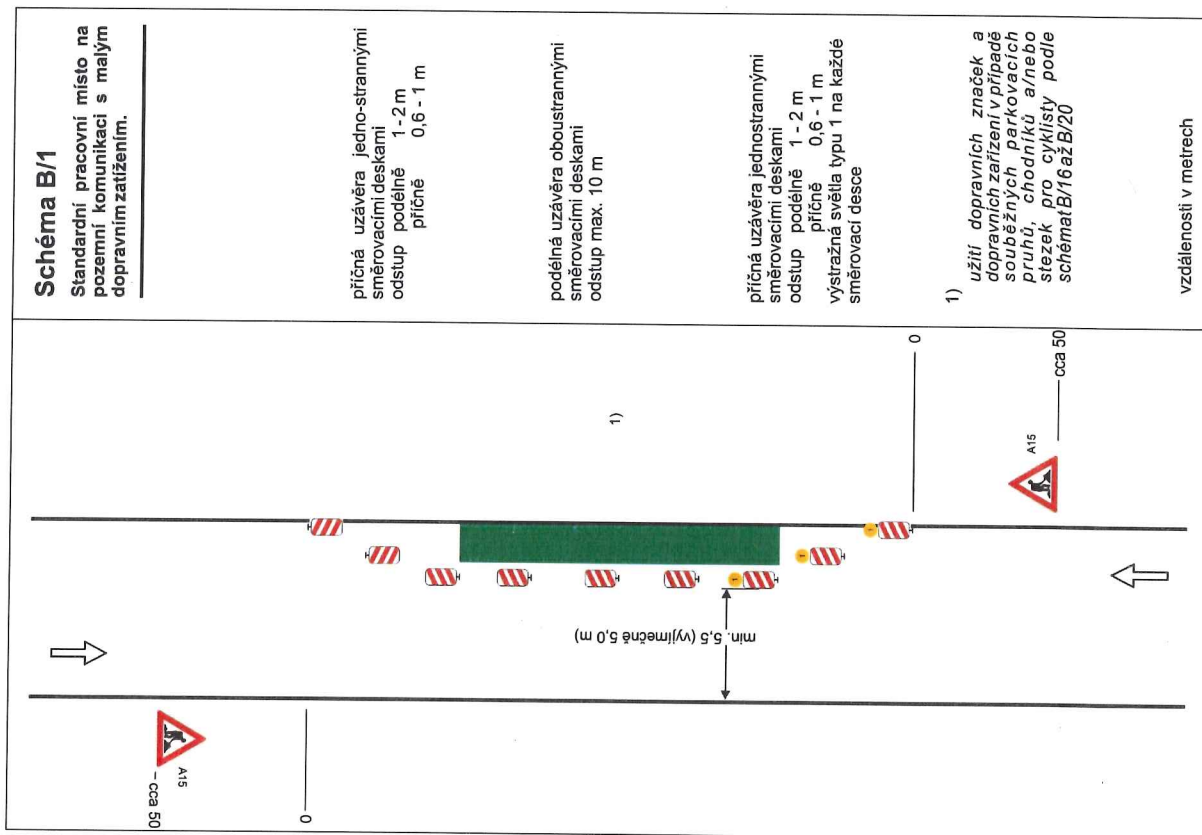 Schéma B/1
Standardní pracovní místo na
pozemní komunikaci s malým
dopravním zatížením.
příčná uzávěra jedno-strannými
směrovacími deskami
odstup podélně 1 - 2 m
příčně 0,6 - 1 m
podélná uzávěra oboustrannými
směrovacími deskami
odstup max. 10 m
příčná uzávěra jednostrannými
směrovacími deskami
odstup podélně 1 - 2 m
příčně 0,6 - 1 m
výstražná světla typu 1 na každé
směrovací desce
1)
užití dopravních značek a
dopravních zařízení v případě
souběžných parkovacích
pruhů, chodníků a/nebo
stezek pro cyklisty podle
schémat B/16 až B/20
vzdálenosti v metrech
cca 50
A15
0
1)
min. 5,5 (vyjímečně 5,0 m)
1
1
1
0
A15
cca 50